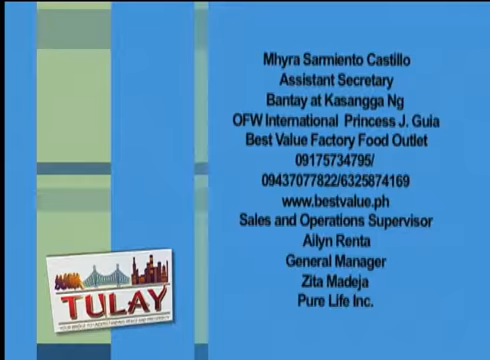 Mhyra Sarmiento Castillo
Assistant Secretary
Bantay at Kasangga Ng
OFW International Princess J. Guia
Best Value Factory Food Outlet
09175734795/
09437077822/6325874169
www.bestvalue.ph
Sales and Operations Supervisor
Allyn Renta
General Manager
Zita Madeja
Pure Life Inc.
TULAY